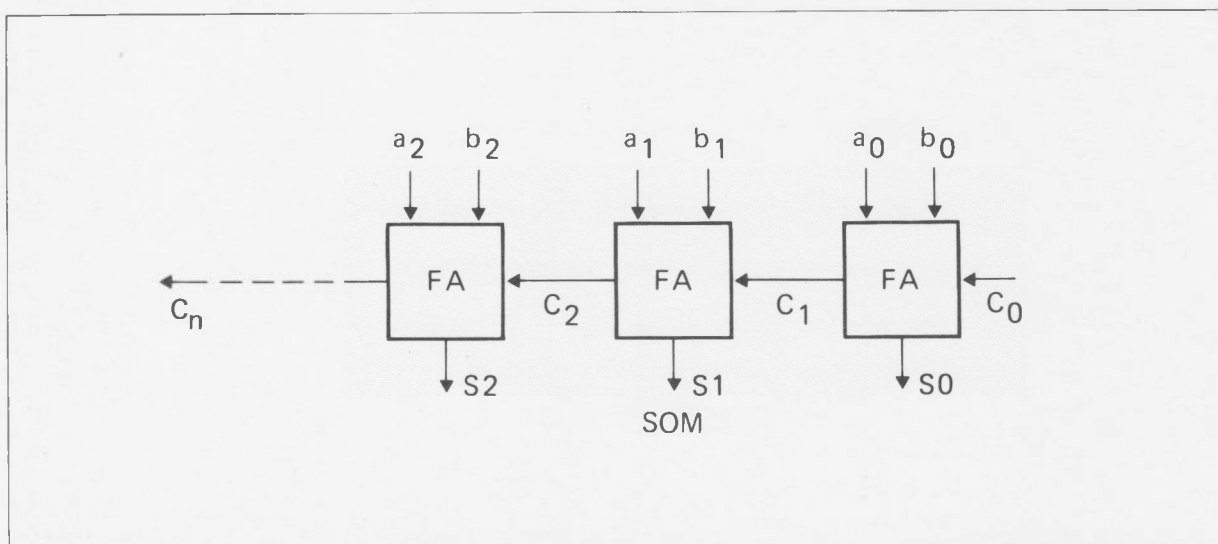 a2 b2 a1 b1 a0 b0
FA FA FA
Cn C2 C1 C0
S2 S1 S0
SOM